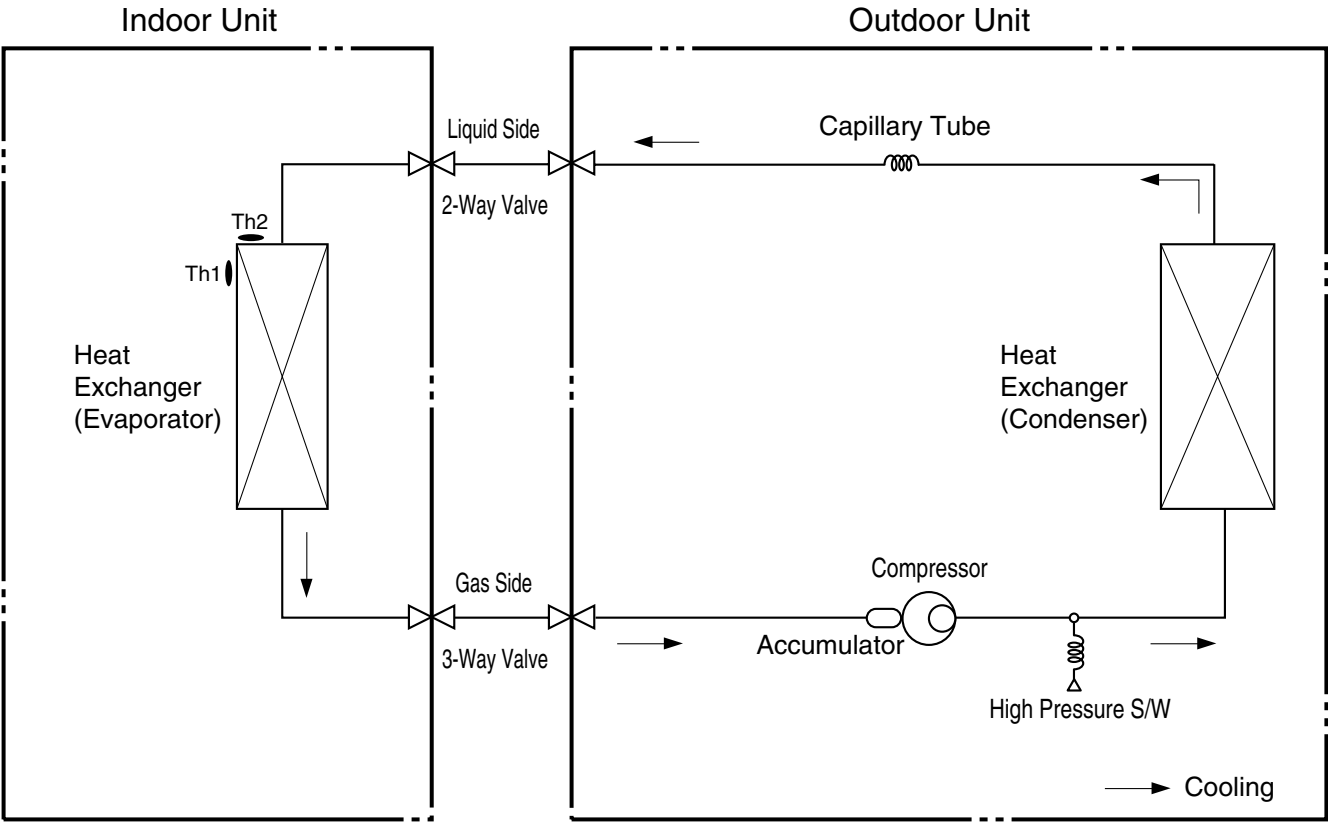 Indoor Unit
Outdoor Unit
Liquid Side
2-Way Valve
Capillary Tube
Th2
Th1
Heat
Exchanger
(Evaporator)
Heat
Exchanger
(Condenser)
Gas Side
3-Way Valve
Compressor
Accumulator
High Pressure S/W
Cooling